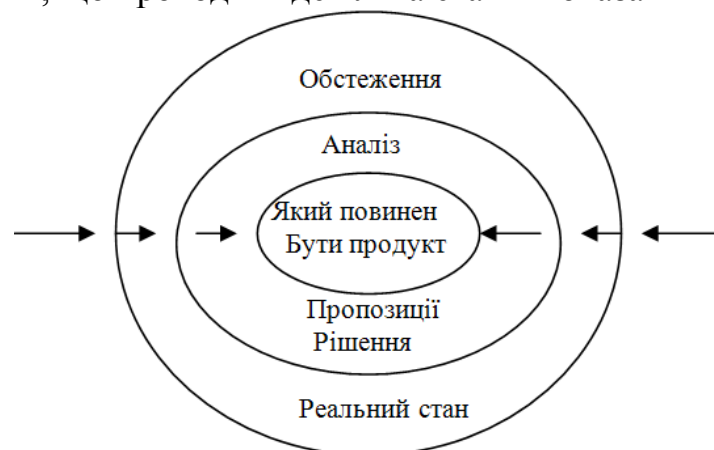 Обстеження
Аналіз
Який повинен
Бути продукт
Пропозиції
Рішення
Реальний стан